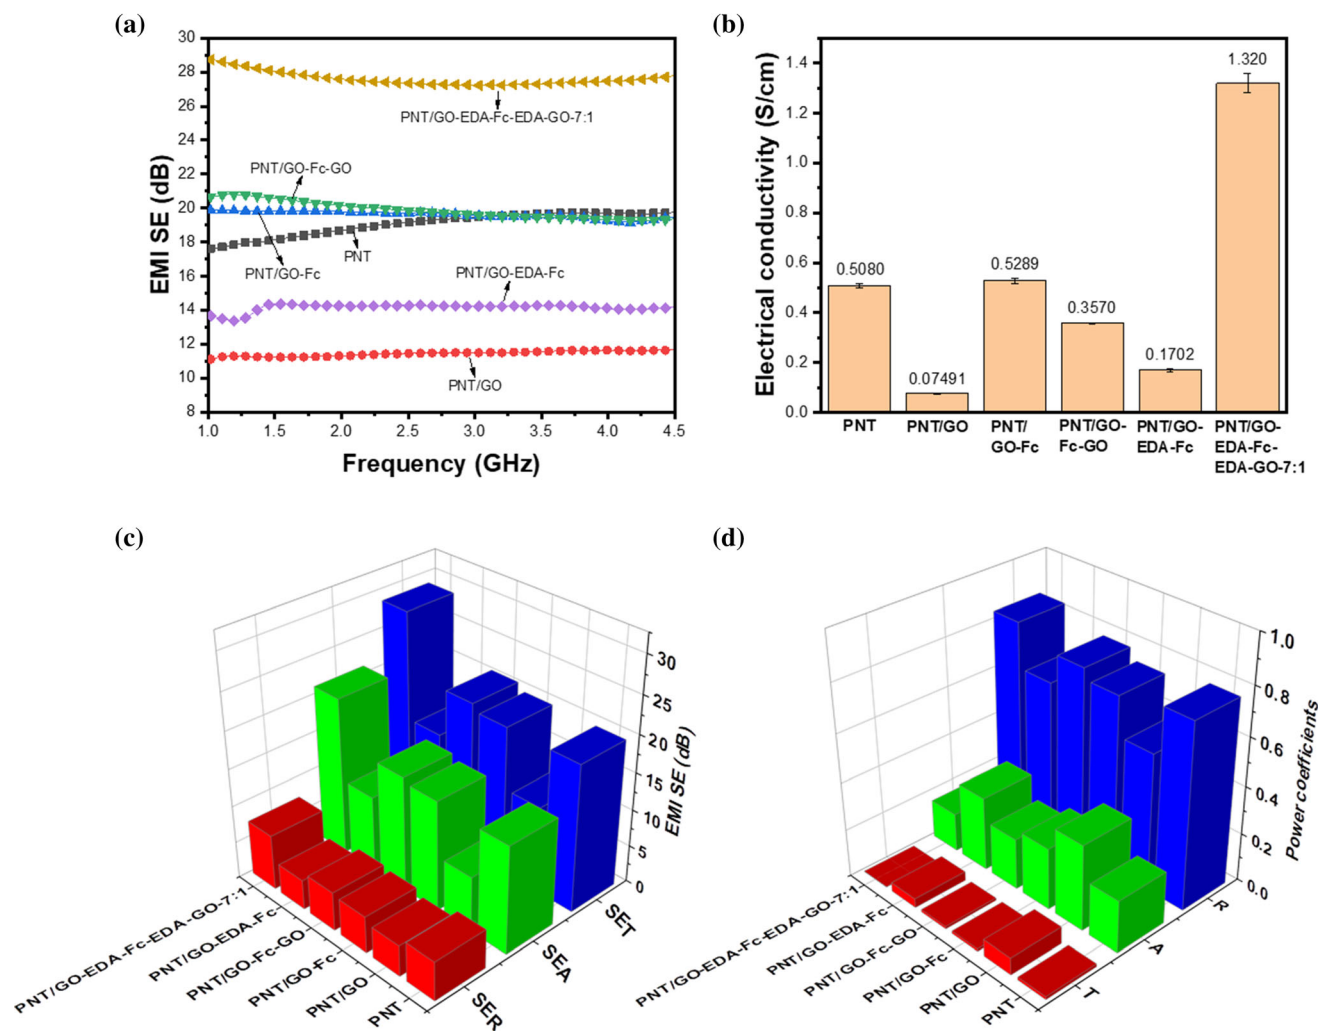 (a)
30
28
26
24
22
20
18
16
14
12
10
8
EMI SE (dB)
PNT/GO-EDA-Fc-EDA-GO-7:1
PNT/GO-Fc-GO
PNT/GO-Fc
PNT
PNT/GO-EDA-Fc
PNT/GO
1.0 1.5 2.0 2.5 3.0 3.5 4.0 4.5
Frequency (GHz)
(b)
1.4
1.2
1.0
0.8
0.6
0.4
0.2
0.0
Electrical conductivity (S/cm)
0.5080
0.07491
0.5289
0.3570
0.1702
1.320
PNT
PNT/GO
PNT/
GO-Fc
PNT/GO-
Fc-GO
PNT/GO-
EDA-Fc
PNT/GO-
EDA-Fc-
EDA-GO-7:1
(c)
30
25
20
15
10
5
0
EMI SE (dB)
PNT/GO-EDA-Fc-EDA-GO-7:1
PNT/GO-EDA-Fc
PNT/GO-Fc-GO
PNT/GO-Fc
PNT/GO
PNT
SER
SEA
SET
(d)
1.0
0.8
0.6
0.4
0.2
0.0
Power coefficients
PNT/GO-EDA-Fc-EDA-GO-7:1
PNT/GO-EDA-Fc
PNT/GO-Fc-GO
PNT/GO-Fc
PNT/GO
PNT
T
A
R